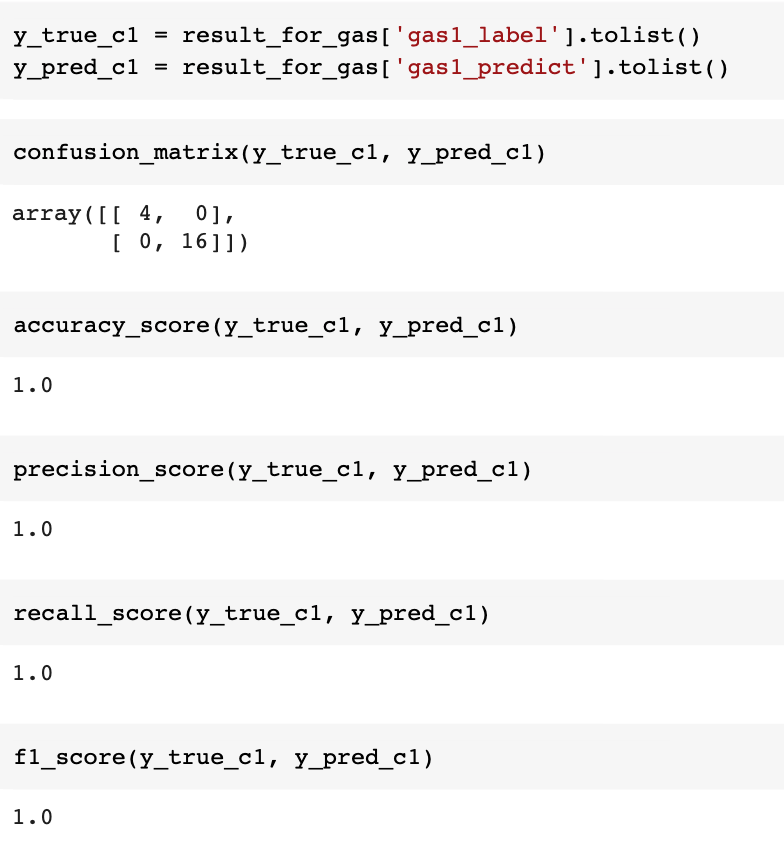 y_true_c1 = result_for_gas['gas1_label'].tolist()
y_pred_c1 = result_for_gas['gas1_predict'].tolist()
confusion_matrix(y_true_c1, y_pred_c1)
array([[ 4,  0],
       [ 0, 16]])
accuracy_score(y_true_c1, y_pred_c1)
1.0
precision_score(y_true_c1, y_pred_c1)
1.0
recall_score(y_true_c1, y_pred_c1)
1.0
f1_score(y_true_c1, y_pred_c1)
1.0